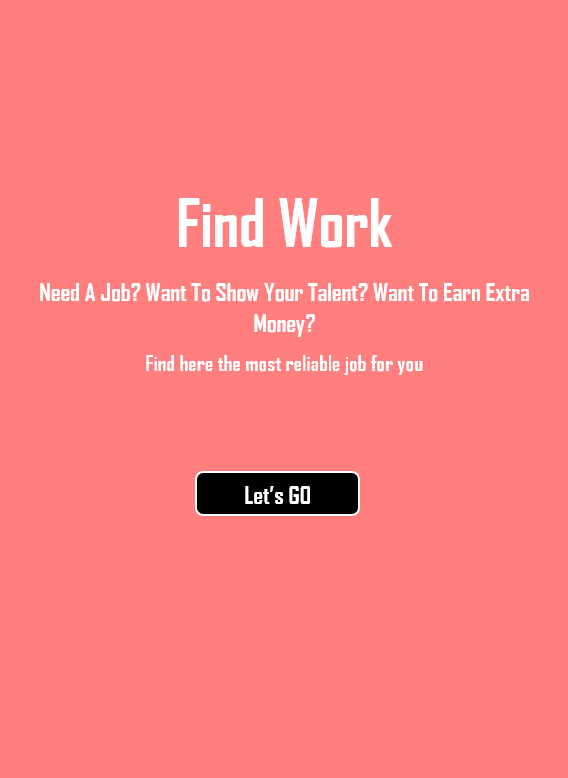 Find Work
Need A Job? Want To Show Your Talent? Want To Earn Extra
Money?
Find here the most reliable job for you
Let's GO